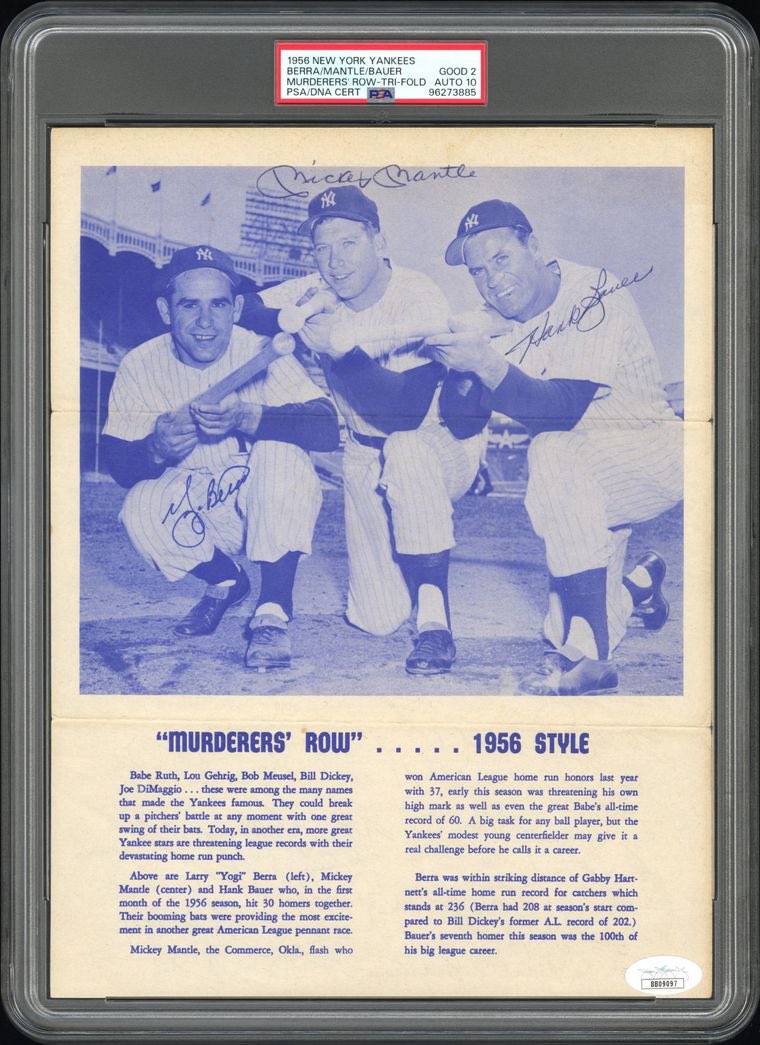 1956 NEW YORK YANKEES
BERRA/MANTLE/BAUER GOOD 2
MURDERERS' ROW-TRI-FOLD AUTO 10
PSA/DNA CERT PSA 96273885
Mickey Mantle
NY
NY
NY
Hank Bauer
Y. Berra
"MURDERERS' ROW" . . . . . 1956 STYLE
Babe Ruth, Lou Gehrig, Bob Meusel, Bill Dickey,
Joe DiMaggio . . . these were among the many names
that made the Yankees famous. They could break
up a pitchers' battle at any moment with one great
swing of their bats. Today, in another era, more great
Yankee stars are threatening league records with their
devastating home run punch.
Above are Larry "Yogi" Berra (left), Mickey
Mantle (center) and Hank Bauer who, in the first
month of the 1956 season, hit 30 homers together.
Their booming bats were providing the most excite-
ment in another great American League pennant race.
Mickey Mantle, the Commerce, Okla., flash who
won American League home run honors last year
with 37, early this season was threatening his own
high mark as well as even the great Babe's all-time
record of 60. A big task for any ball player, but the
Yankees' modest young centerfielder may give it a
real challenge before he calls it a career.
Berra was within striking distance of Gabby Hart-
nett's all-time home run record for catchers which
stands at 236 (Berra had 208 at season's start com-
pared to Bill Dickey's former A.L. record of 202.)
Bauer's seventh homer this season was the 100th of
his big league career.
BB09097